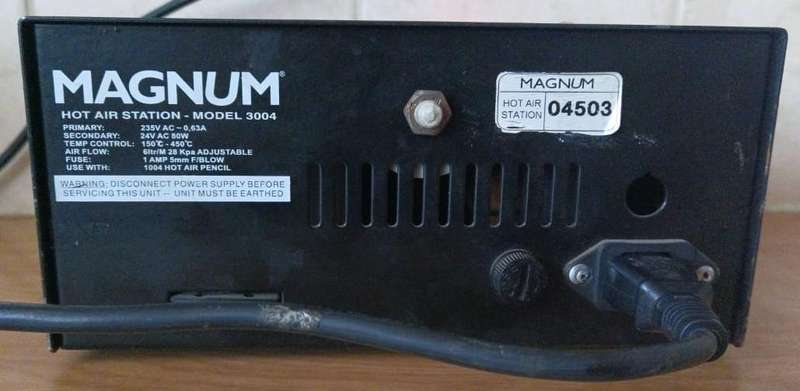 MAGNUM®
HOT AIR STATION - MODEL 3004
PRIMARY: 235V AC ~ 0,63A
SECONDARY: 24V AC 80W
TEMP CONTROL: 150°C - 450°C
AIR FLOW: 6ltr/M 28 Kpa ADJUSTABLE
FUSE: 1 AMP 5mm F/BLOW
USE WITH: 1004 HOT AIR PENCIL
WARNING: DISCONNECT POWER SUPPLY BEFORE
SERVICING THIS UNIT -- UNIT MUST BE EARTHED
MAGNUM
HOT AIR
STATION
04503